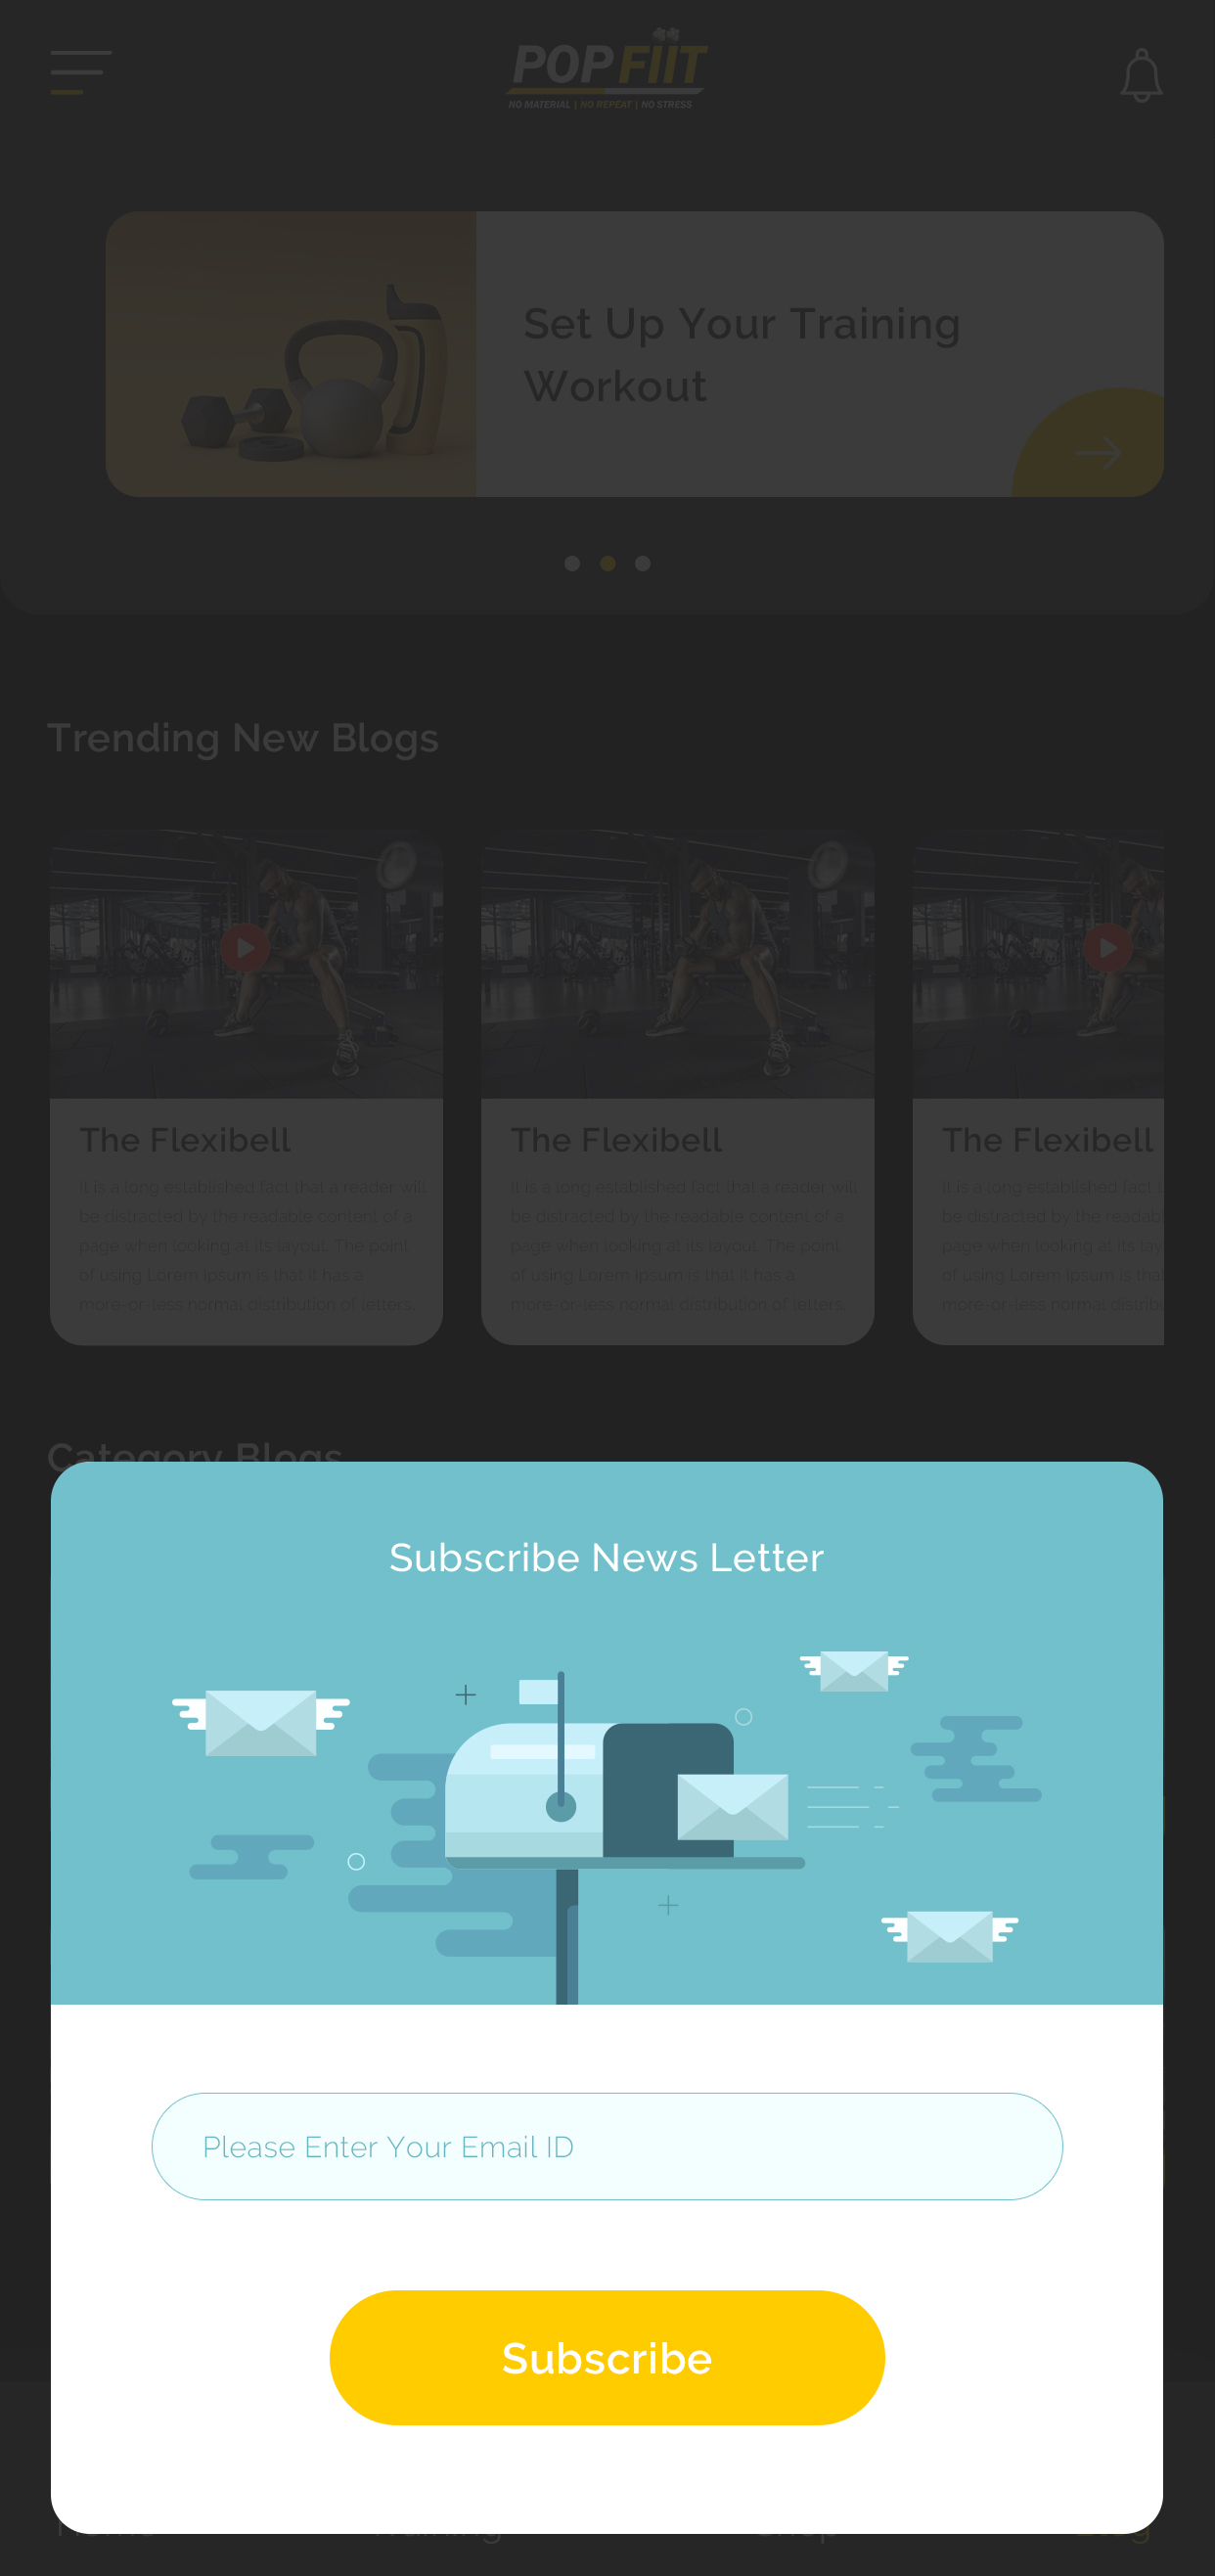 POP FIIT
NO MATERIAL | NO REPEAT | NO STRESS
Set Up Your Training
Workout
Trending New Blogs
The Flexibell
It is a long established fact that a reader will
be distracted by the readable content of a
page when looking at its layout. The point
of using Lorem Ipsum is that it has a
more-or-less normal distribution of letters,
The Flexibell
It is a long established fact that a reader will
be distracted by the readable content of a
page when looking at its layout. The point
of using Lorem Ipsum is that it has a
more-or-less normal distribution of letters,
The Flexibell
It is a long established fact
be distracted by the readab
page when looking at its lay
of using Lorem Ipsum is that
more-or-less normal distrib
Category Blogs
Subscribe News Letter
Please Enter Your Email ID
Subscribe
Home Training Shop Blog